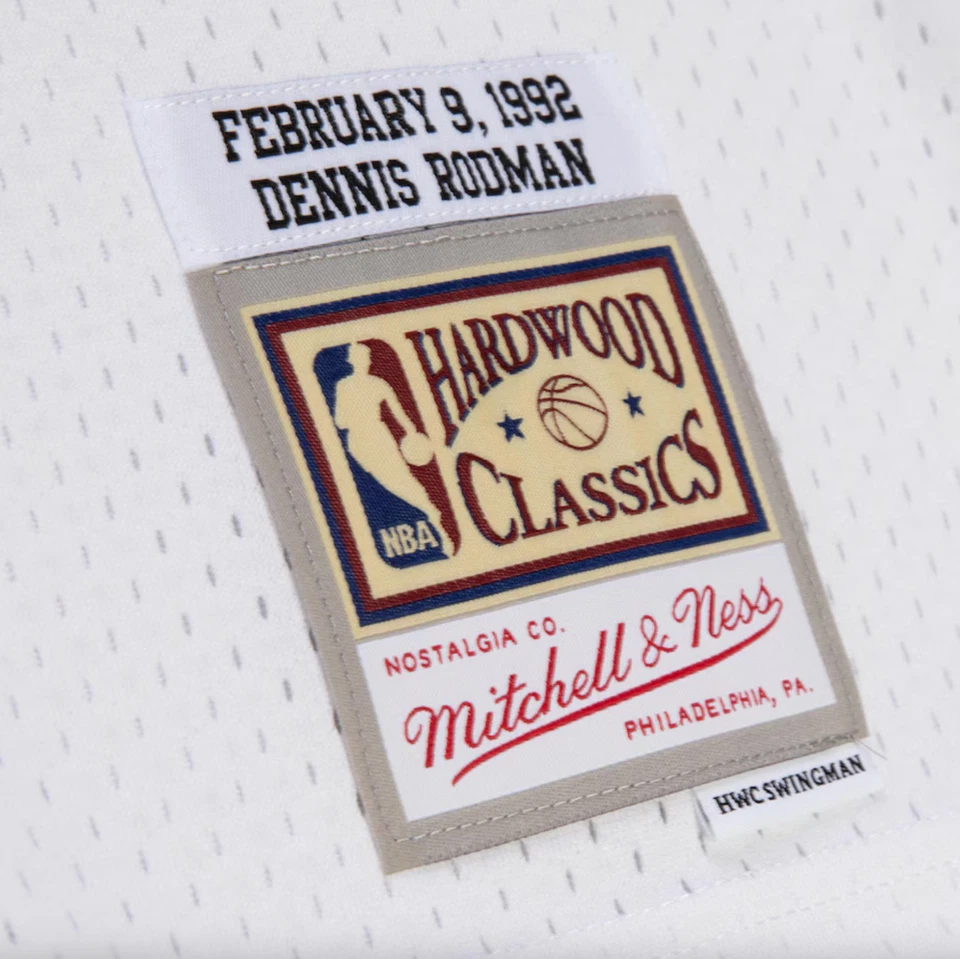 FEBRUARY 9, 1992
DENNIS RODMAN
HARDWOOD
CLASSICS
NBA
NOSTALGIA CO.
Mitchell & Ness
PHILADELPHIA, PA.
HWC SWINGMAN